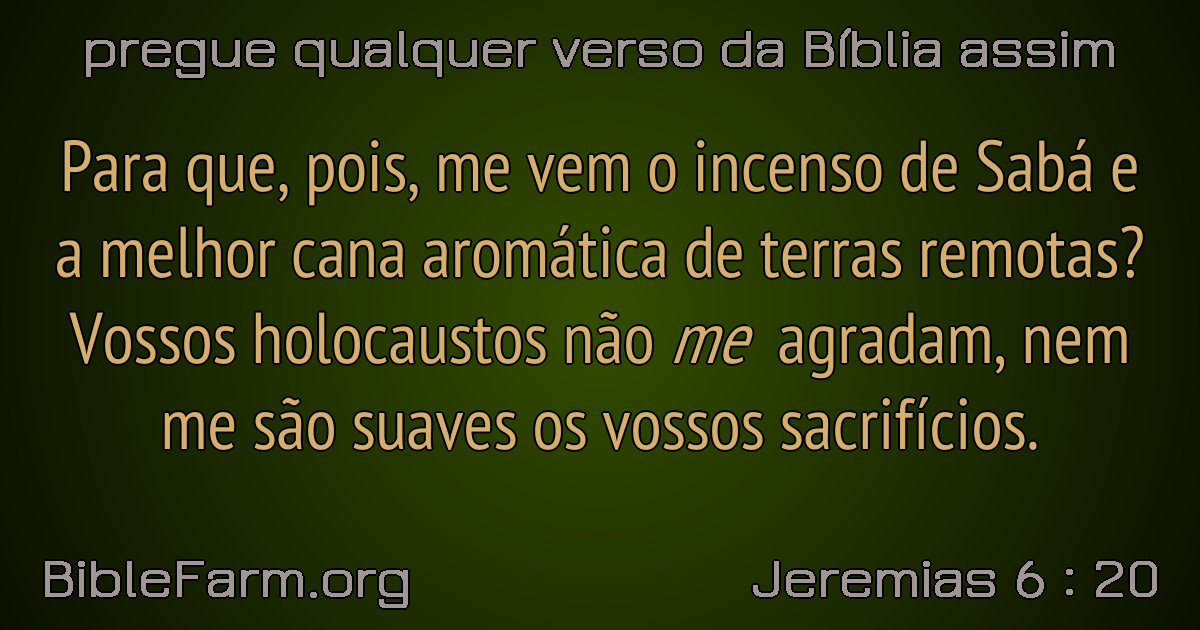 pregue qualquer verso da Bíblia assim
Para que, pois, me vem o incenso de Sabá e
a melhor cana aromática de terras remotas?
Vossos holocaustos não me agradam, nem
me são suaves os vossos sacrifícios.
BibleFarm.org
Jeremias 6 : 20